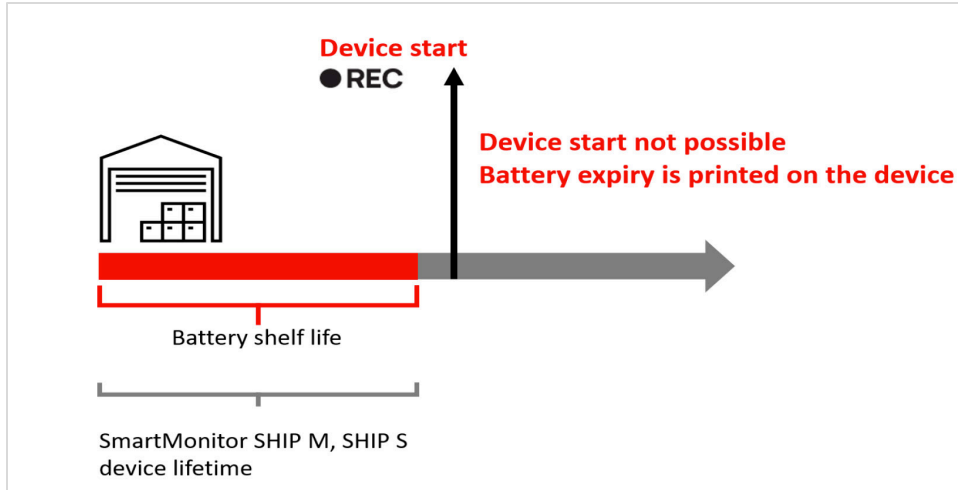 Device start
REC
Device start not possible
Battery expiry is printed on the device
Battery shelf life
SmartMonitor SHIP M, SHIP S
device lifetime